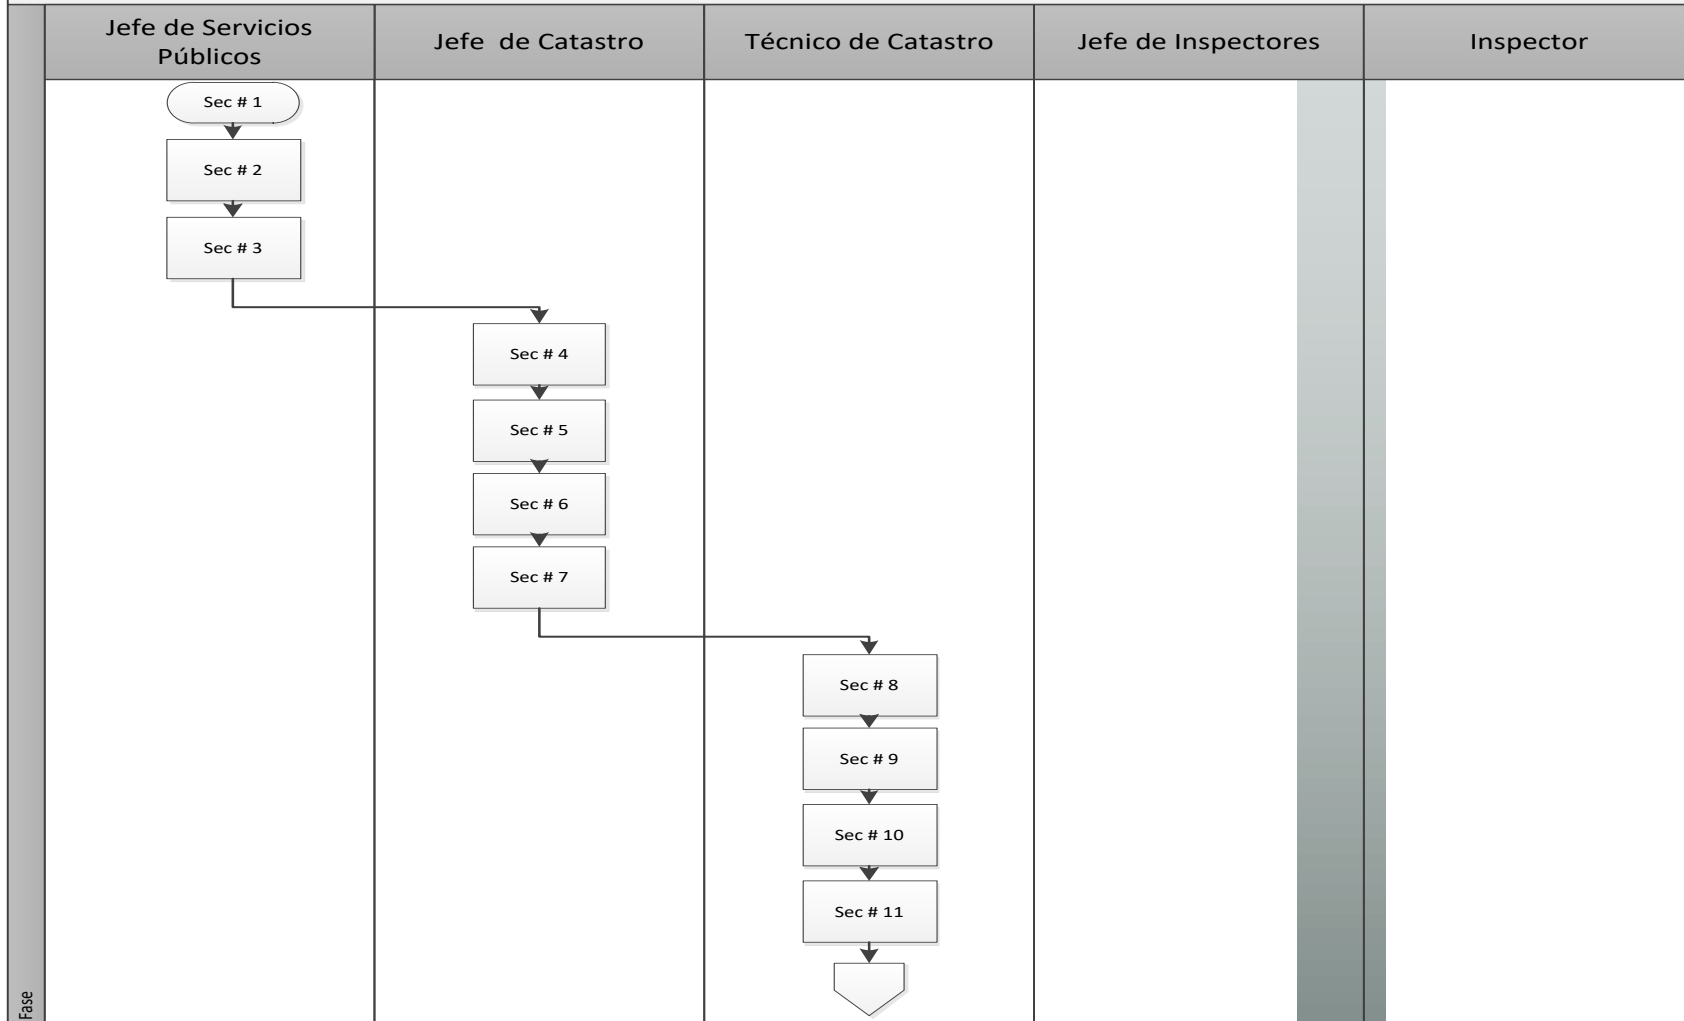 Jefe de Servicios
Públicos
Jefe de Catastro
Técnico de Catastro
Jefe de Inspectores
Inspector
Sec # 1
Sec # 2
Sec # 3
Sec # 4
Sec # 5
Sec # 6
Sec # 7
Sec # 8
Sec # 9
Sec # 10
Sec # 11
Fase